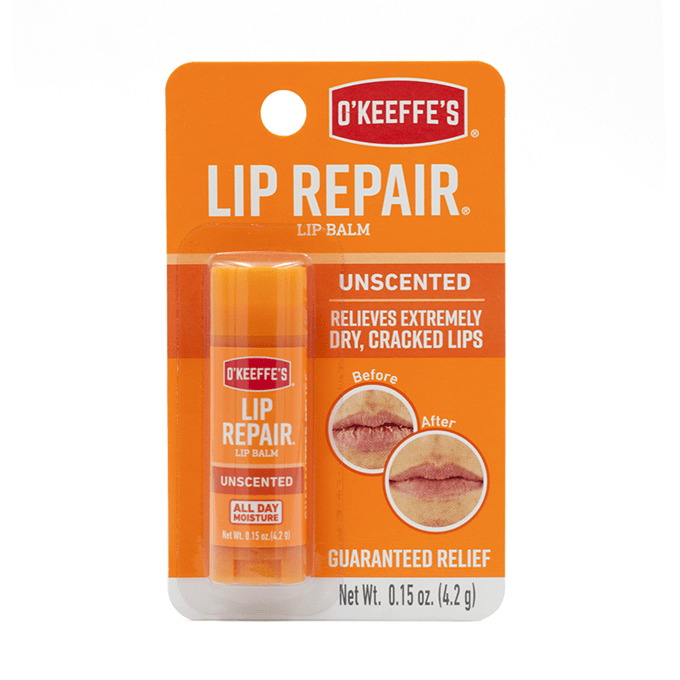 O'KEEFFE'S®
LIP REPAIR®
LIP BALM
UNSCENTED
RELIEVES EXTREMELY
DRY, CRACKED LIPS
Before
After
GUARANTEED RELIEF
Net Wt. 0.15 oz. (4.2 g)
O'KEEFFE'S®
LIP
REPAIR®
LIP BALM
UNSCENTED
ALL DAY
MOISTURE
Net Wt. 0.15 oz. (4.2 g)